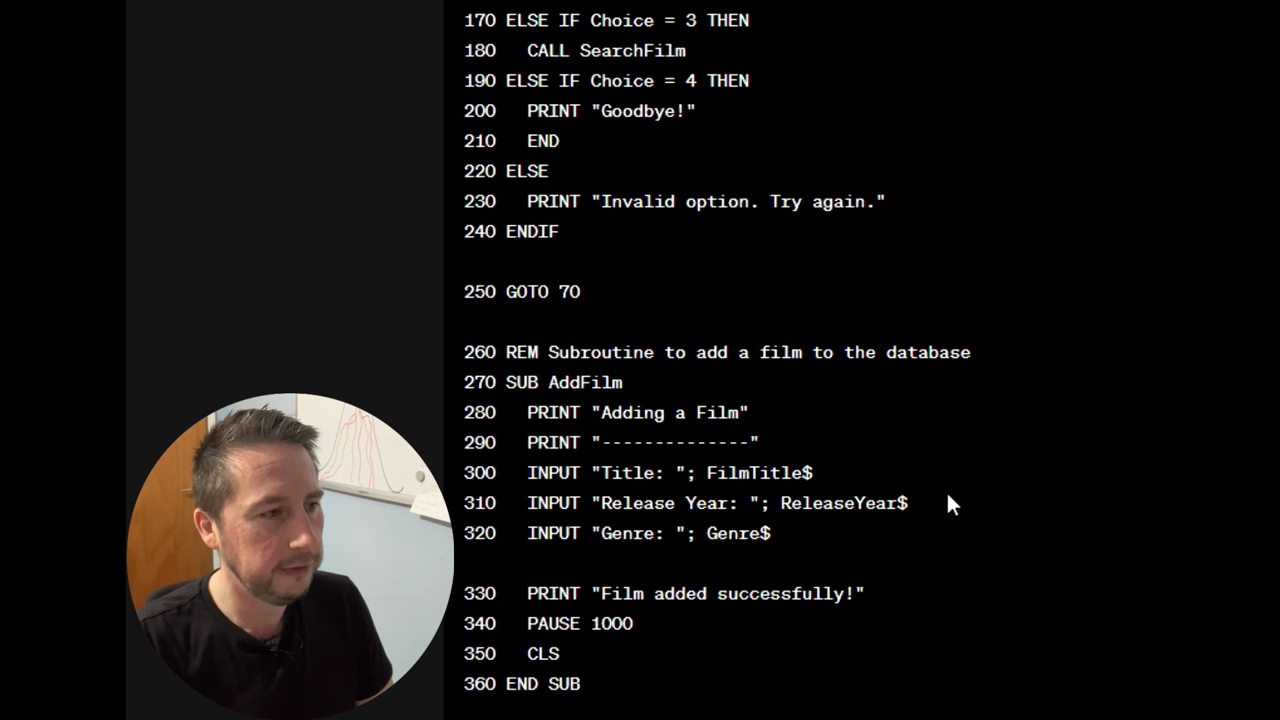 170 ELSE IF Choice = 3 THEN
180   CALL SearchFilm
190 ELSE IF Choice = 4 THEN
200   PRINT "Goodbye!"
210   END
220 ELSE
230   PRINT "Invalid option. Try again."
240 ENDIF
250 GOTO 70
260 REM Subroutine to add a film to the database
270 SUB AddFilm
280   PRINT "Adding a Film"
290   PRINT "--------------"
300   INPUT "Title: "; FilmTitle$
310   INPUT "Release Year: "; ReleaseYear$
320   INPUT "Genre: "; Genre$
330   PRINT "Film added successfully!"
340   PAUSE 1000
350   CLS
360 END SUB